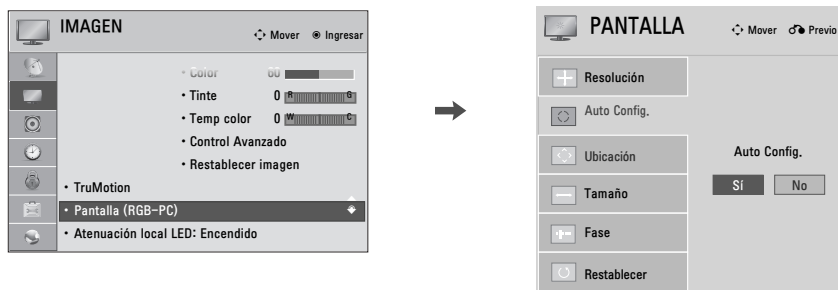 IMAGEN
Mover Ingresar
• Color 60
• Tinte 0 R G
• Temp color 0 W C
• Control Avanzado
• Restablecer imagen
• TruMotion
• Pantalla (RGB-PC)
• Atenuación local LED: Encendido
PANTALLA
Mover Previo
Resolución
Auto Config.
Ubicación
Tamaño
Fase
Restablecer
Auto Config.
Sí No